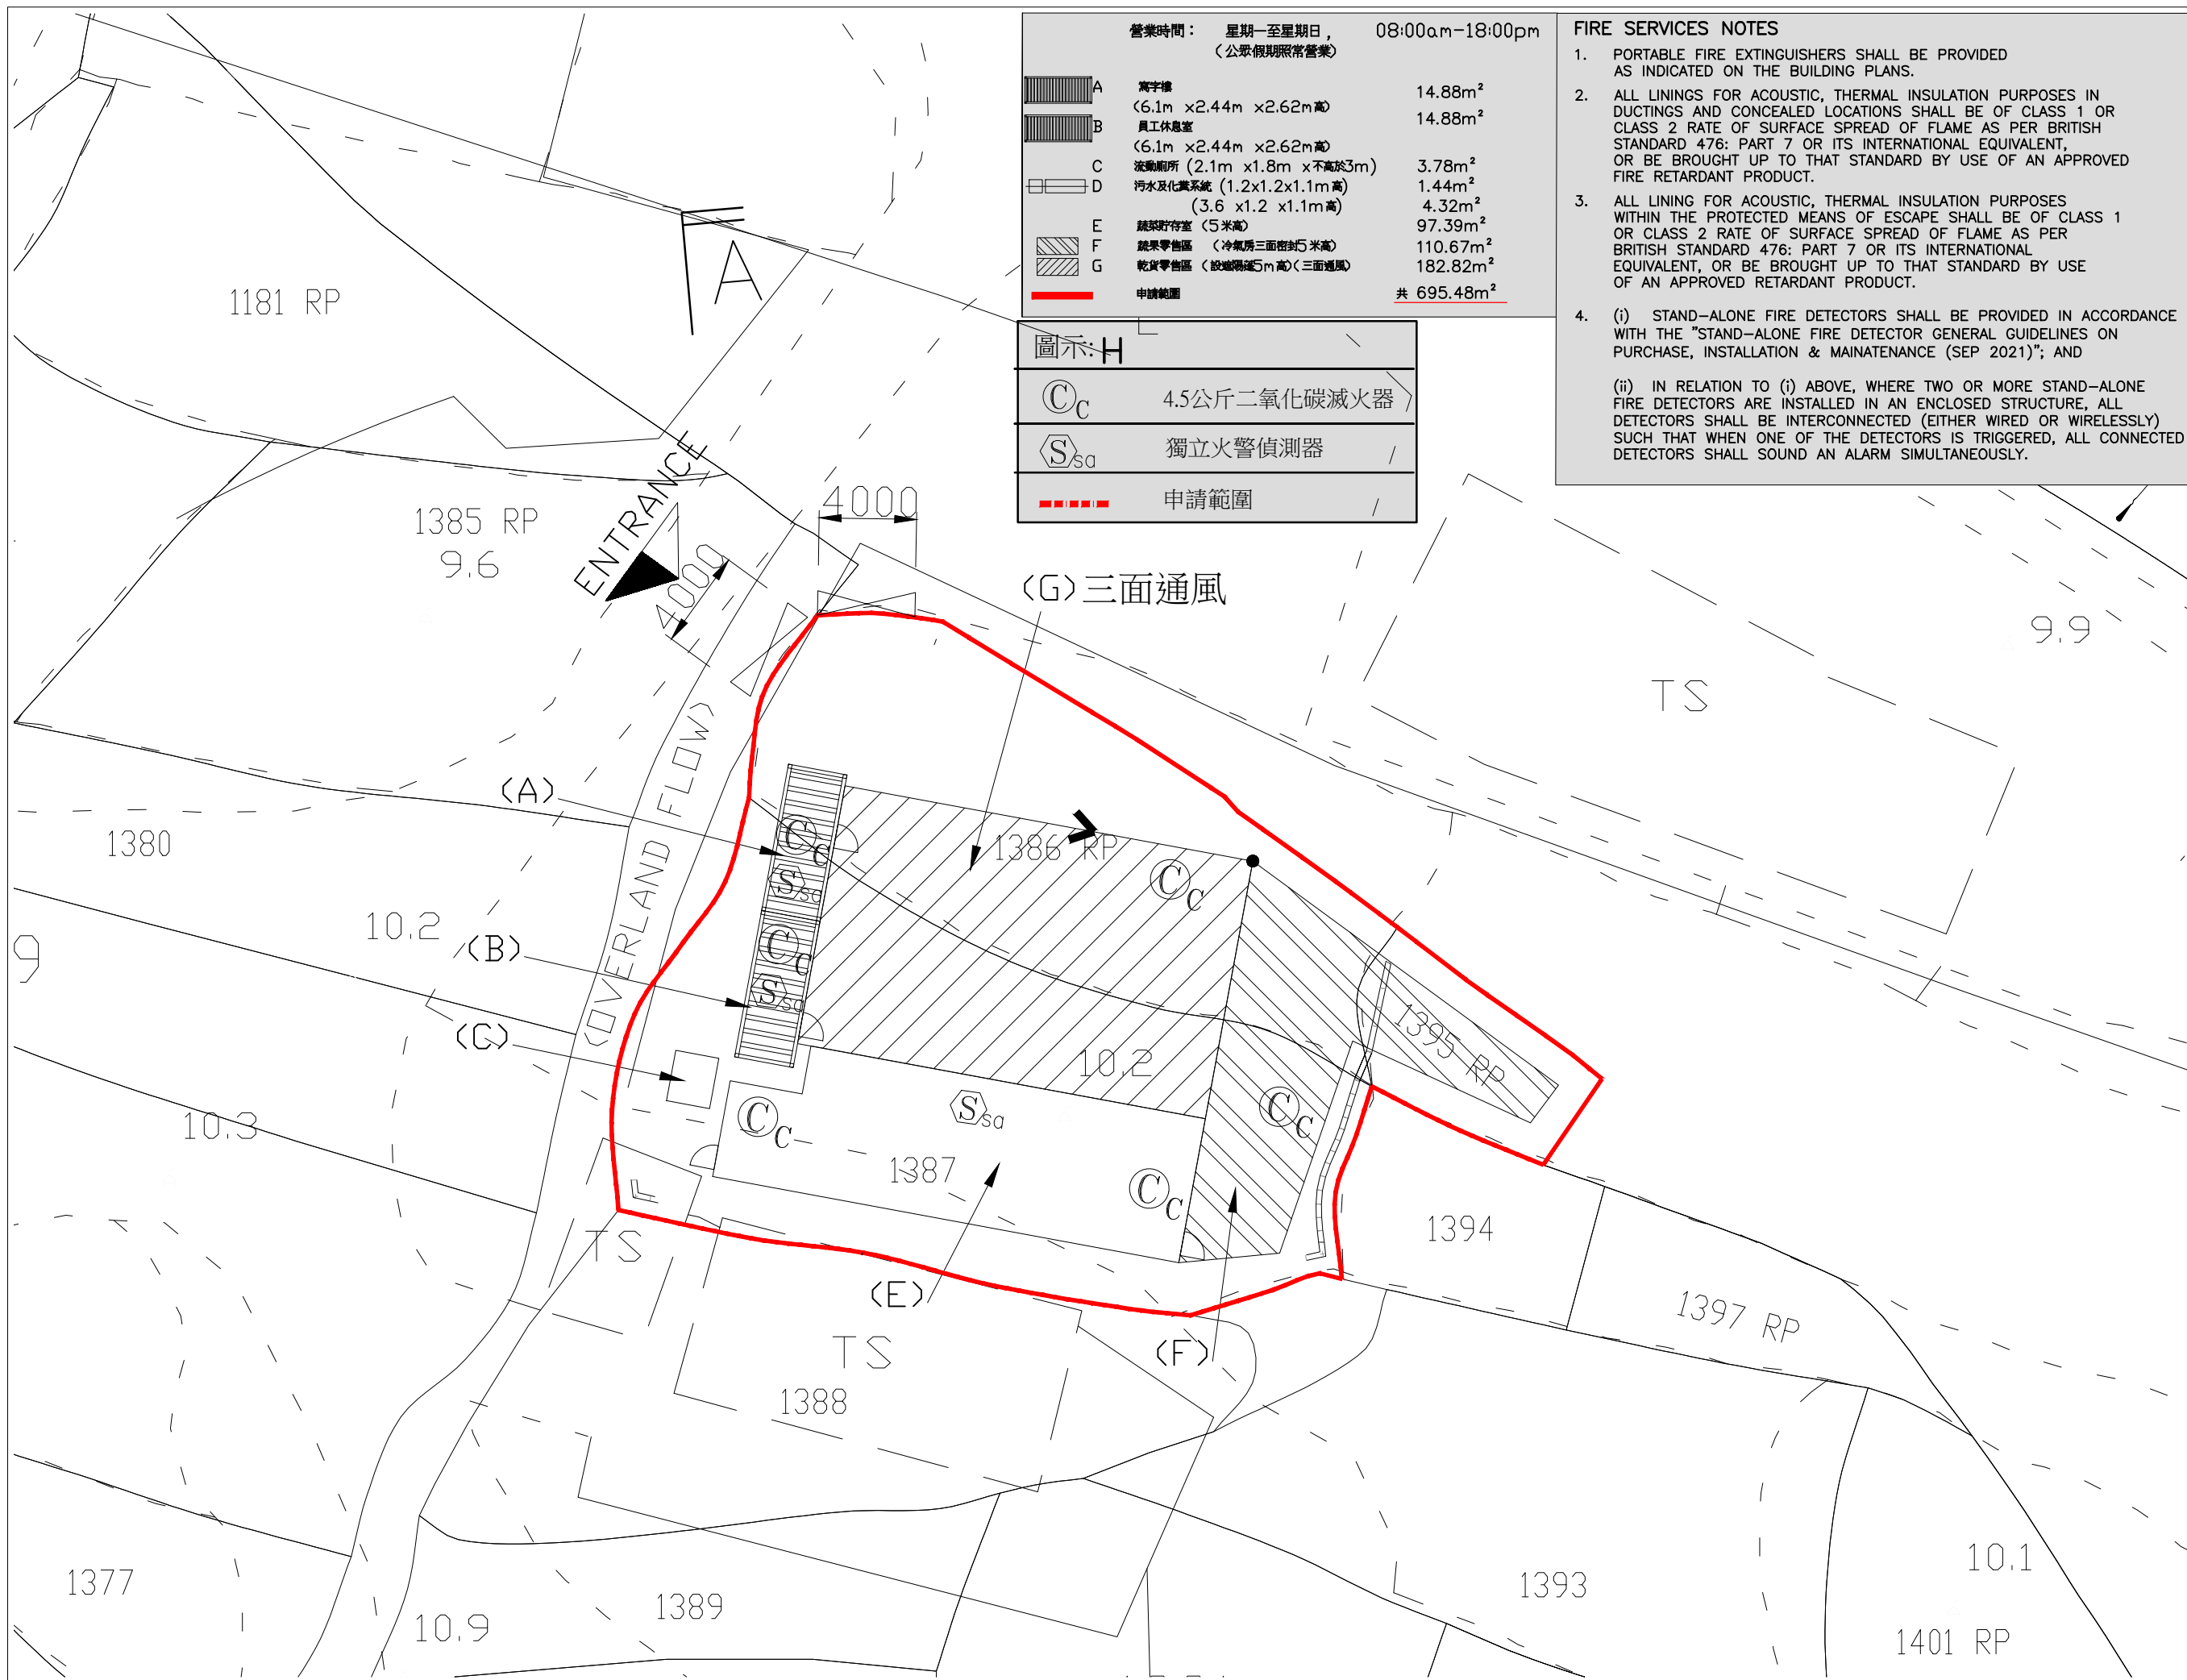 營業時間： 星期一至星期日， 08:00am-18:00pm
(公眾假期照常營業)
A 寫字樓 14.88m²
(6.1m x2.44m x2.62m高)
B 員工休息室 14.88m²
(6.1m x2.44m x2.62m高)
C 流動廁所 (2.1m x1.8m x不高於3m) 3.78m²
D 污水及化糞系統 (1.2x1.2x1.1m高) 1.44m²
(3.6 x1.2 x1.1m高) 4.32m²
E 蔬菜貯存室 (5米高) 97.39m²
F 蔬果零售區 (冷氣房三面密封5米高) 110.67m²
G 乾貨零售區 (設遮陽篷5m高)(三面通風) 182.82m²
申請範圍 共 695.48m²
圖示:H
C C 4.5公斤二氧化碳滅火器
S sa 獨立火警偵測器
申請範圍
FIRE SERVICES NOTES
1. PORTABLE FIRE EXTINGUISHERS SHALL BE PROVIDED
AS INDICATED ON THE BUILDING PLANS.
2. ALL LININGS FOR ACOUSTIC, THERMAL INSULATION PURPOSES IN
DUCTINGS AND CONCEALED LOCATIONS SHALL BE OF CLASS 1 OR
CLASS 2 RATE OF SURFACE SPREAD OF FLAME AS PER BRITISH
STANDARD 476: PART 7 OR ITS INTERNATIONAL EQUIVALENT,
OR BE BROUGHT UP TO THAT STANDARD BY USE OF AN APPROVED
FIRE RETARDANT PRODUCT.
3. ALL LINING FOR ACOUSTIC, THERMAL INSULATION PURPOSES
WITHIN THE PROTECTED MEANS OF ESCAPE SHALL BE OF CLASS 1
OR CLASS 2 RATE OF SURFACE SPREAD OF FLAME AS PER
BRITISH STANDARD 476: PART 7 OR ITS INTERNATIONAL
EQUIVALENT, OR BE BROUGHT UP TO THAT STANDARD BY USE
OF AN APPROVED RETARDANT PRODUCT.
4. (i) STAND-ALONE FIRE DETECTORS SHALL BE PROVIDED IN ACCORDANCE
WITH THE "STAND-ALONE FIRE DETECTOR GENERAL GUIDELINES ON
PURCHASE, INSTALLATION & MAINATENANCE (SEP 2021)"; AND
(ii) IN RELATION TO (i) ABOVE, WHERE TWO OR MORE STAND-ALONE
FIRE DETECTORS ARE INSTALLED IN AN ENCLOSED STRUCTURE, ALL
DETECTORS SHALL BE INTERCONNECTED (EITHER WIRED OR WIRELESSLY)
SUCH THAT WHEN ONE OF THE DETECTORS IS TRIGGERED, ALL CONNECTED
DETECTORS SHALL SOUND AN ALARM SIMULTANEOUSLY.
A
1181 RP
1385 RP
9.6
ENTRANCE
4000
4000
(G)三面通風
9.9
TS
(A)
(OVERLAND FLOW)
1380
C C
S sa
1386 RP
C C
10.2
9
(B)
C C
S sa
(C)
1395 RP
10.2
10.3
C C
S sa
C C
1387
C C
1394
TS
(E)
(F)
TS
1397 RP
1388
1377
10.9
1389
1393
10.1
1401 RP